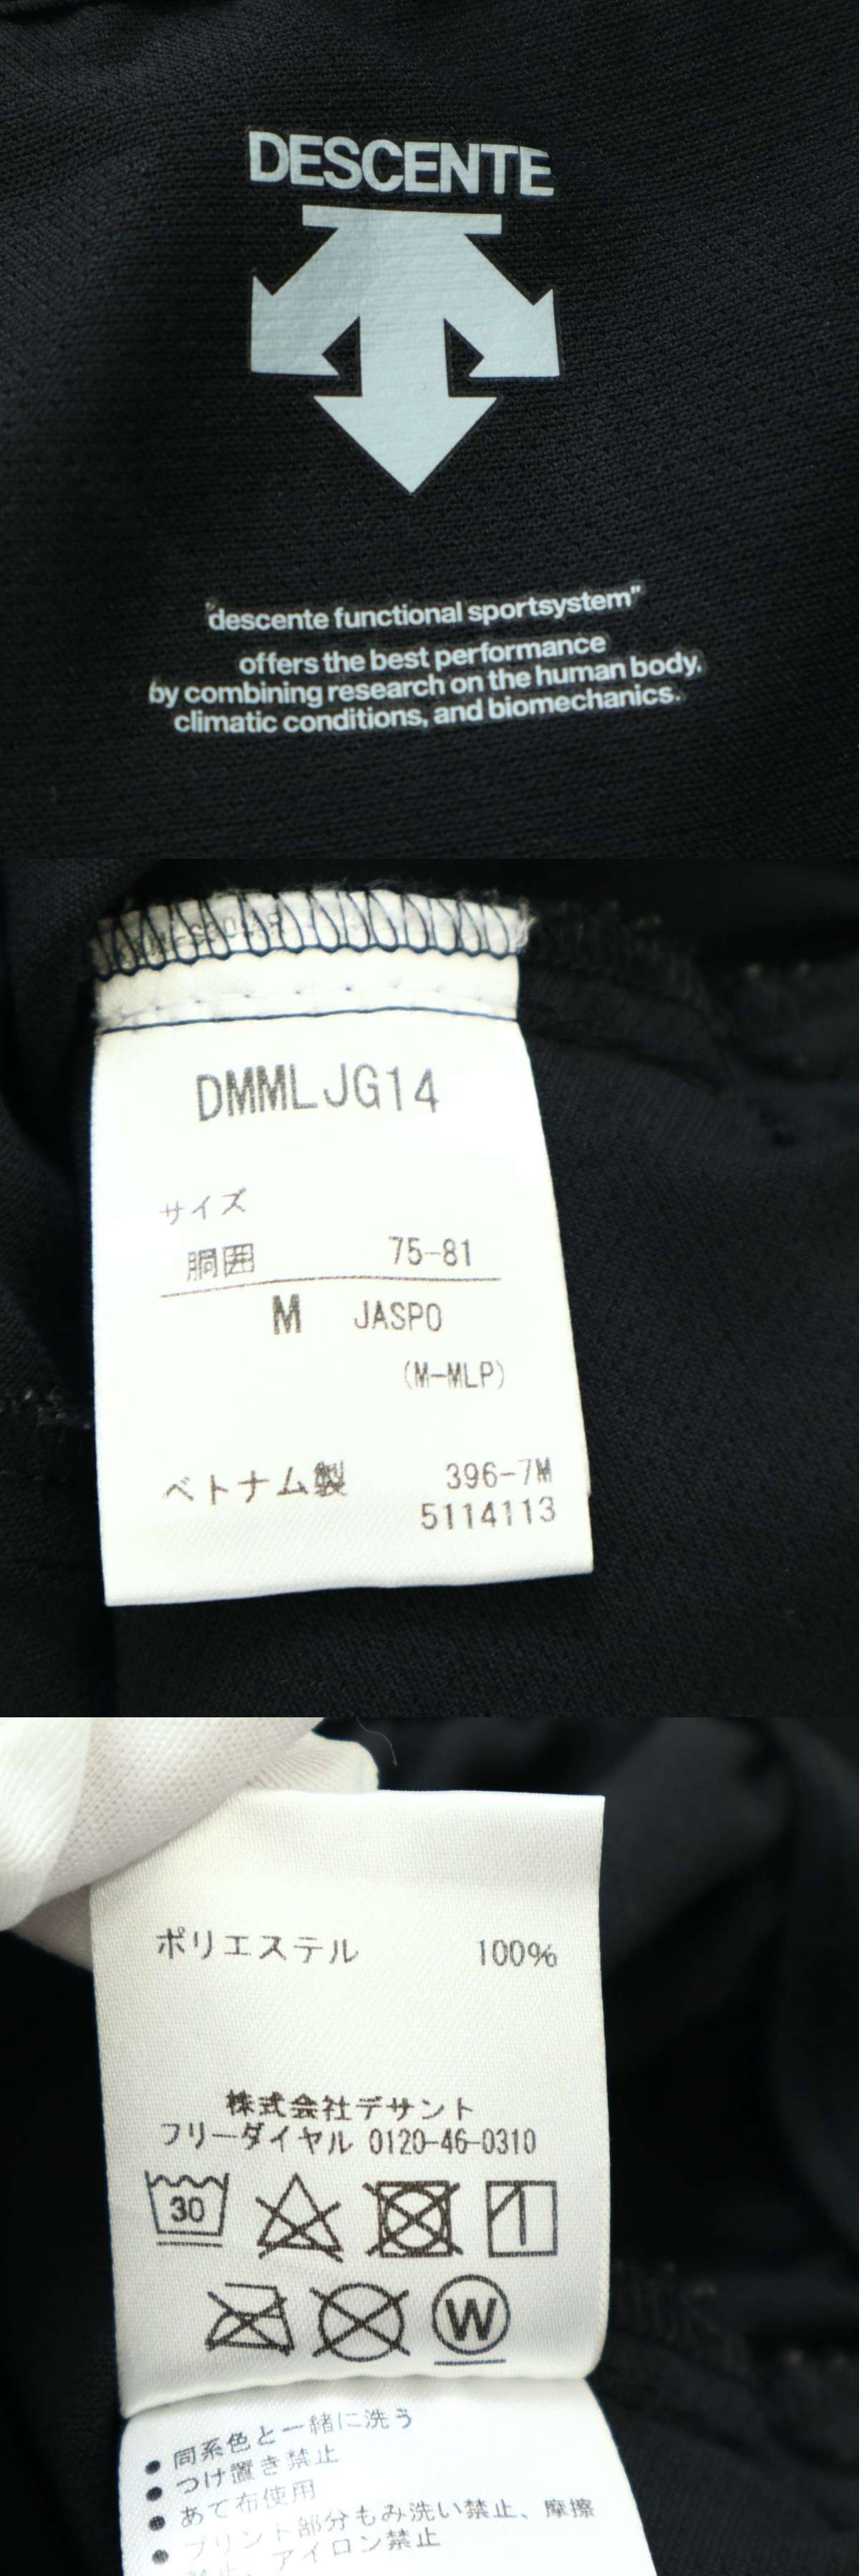 DESCENTE
"descente functional sportsystem"
offers the best performance
by combining research on the human body,
climatic conditions, and biomechanics.
DMMLJG14
サイズ
胴囲 75-81
M JASPO
(M-MLP)
ベトナム製 396-7M
5114113
ポリエステル 100%
株式会社デサント
フリーダイヤル 0120-46-0310
30
W
● 同系色と一緒に洗う
● つけ置き禁止
● あて布使用
● プリント部分もみ洗い禁止、摩擦
禁止、アイロン禁止